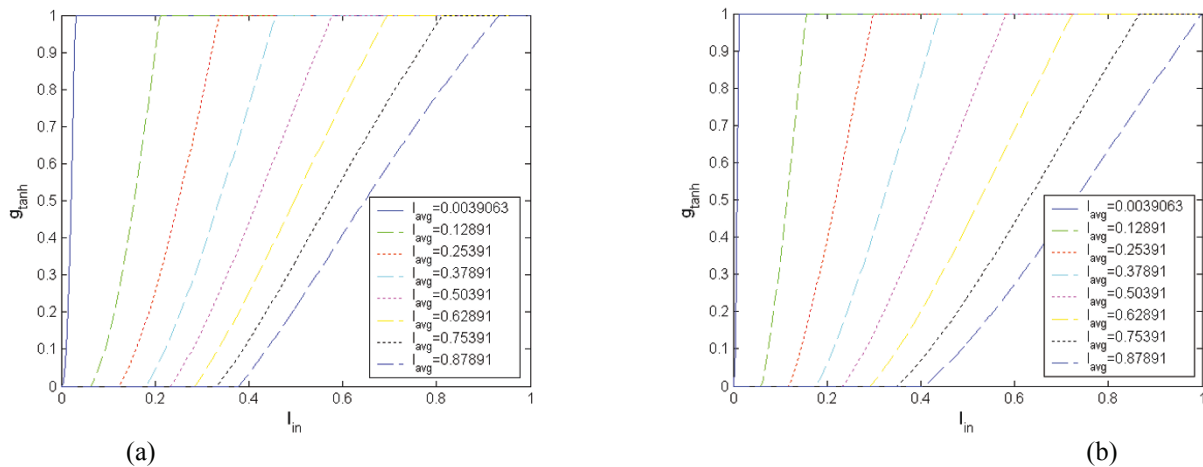 1
0.9
0.8
0.7
0.6
0.5
0.4
0.3
0.2
0.1
0
g_tanh
0 0.2 0.4 0.6 0.8 1
I_in
I_avg=0.0039063
I_avg=0.12891
I_avg=0.25391
I_avg=0.37891
I_avg=0.50391
I_avg=0.62891
I_avg=0.75391
I_avg=0.87891
(a)
1
0.9
0.8
0.7
0.6
0.5
0.4
0.3
0.2
0.1
0
g_tanh
0 0.2 0.4 0.6 0.8 1
I_in
I_avg=0.0039063
I_avg=0.12891
I_avg=0.25391
I_avg=0.37891
I_avg=0.50391
I_avg=0.62891
I_avg=0.75391
I_avg=0.87891
(b)